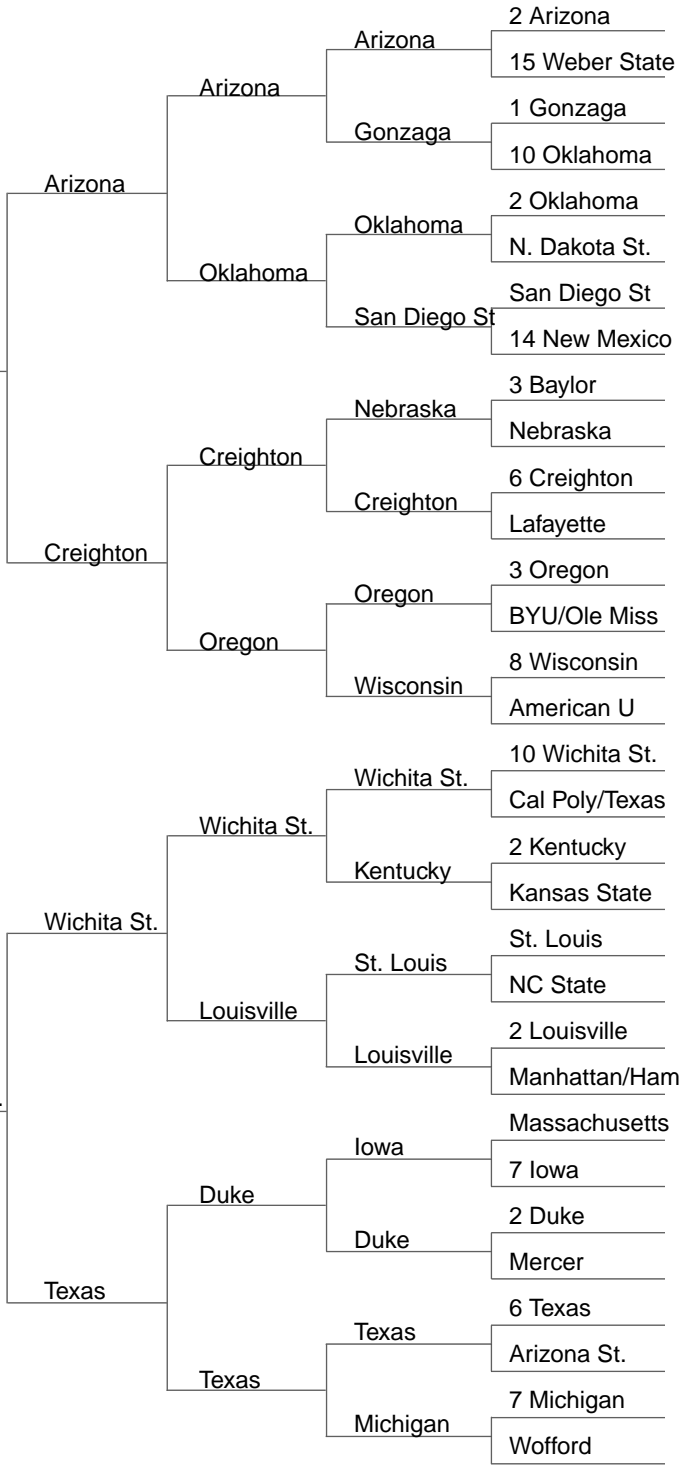 2 Arizona
Arizona
15 Weber State
Arizona
1 Gonzaga
Gonzaga
10 Oklahoma
Arizona
2 Oklahoma
Oklahoma
N. Dakota St.
Oklahoma
San Diego St
San Diego St
14 New Mexico
3 Baylor
Nebraska
Nebraska
Creighton
6 Creighton
Creighton
Lafayette
Creighton
3 Oregon
Oregon
BYU/Ole Miss
Oregon
8 Wisconsin
Wisconsin
American U
10 Wichita St.
Wichita St.
Cal Poly/Texas
Wichita St.
2 Kentucky
Kentucky
Kansas State
Wichita St.
St. Louis
St. Louis
NC State
Louisville
2 Louisville
Louisville
Manhattan/Ham
Massachusetts
Iowa
7 Iowa
Duke
2 Duke
Duke
Mercer
Texas
6 Texas
Texas
Arizona St.
Texas
7 Michigan
Michigan
Wofford